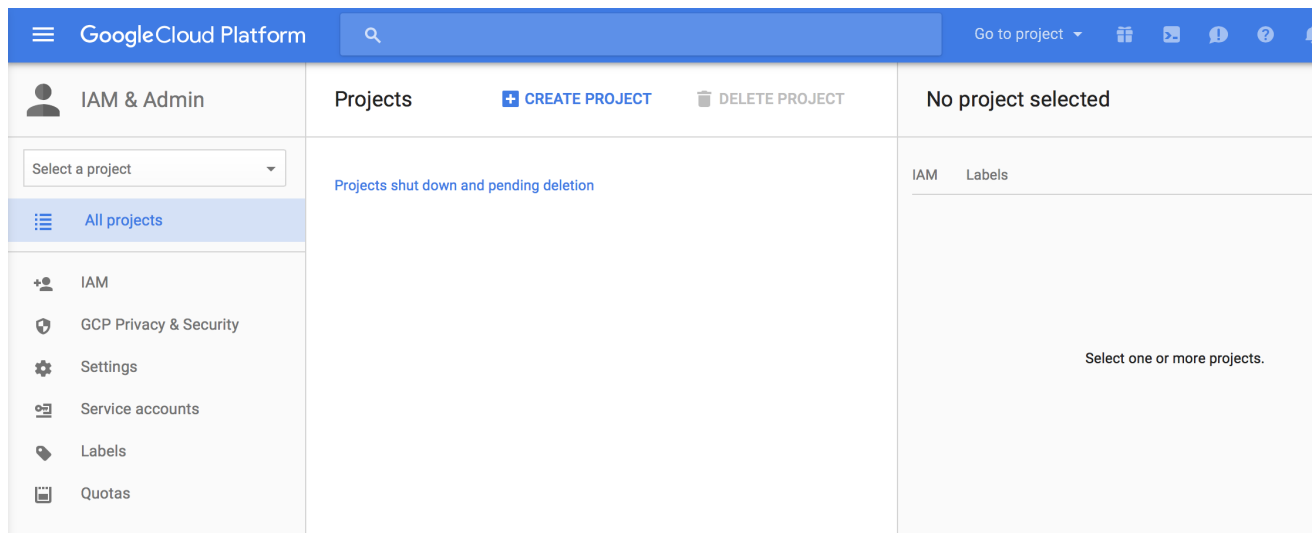 GoogleCloud Platform
Go to project
IAM & Admin
Projects
CREATE PROJECT
DELETE PROJECT
No project selected
Select a project
Projects shut down and pending deletion
IAM Labels
All projects
IAM
GCP Privacy & Security
Settings
Select one or more projects.
Service accounts
Labels
Quotas